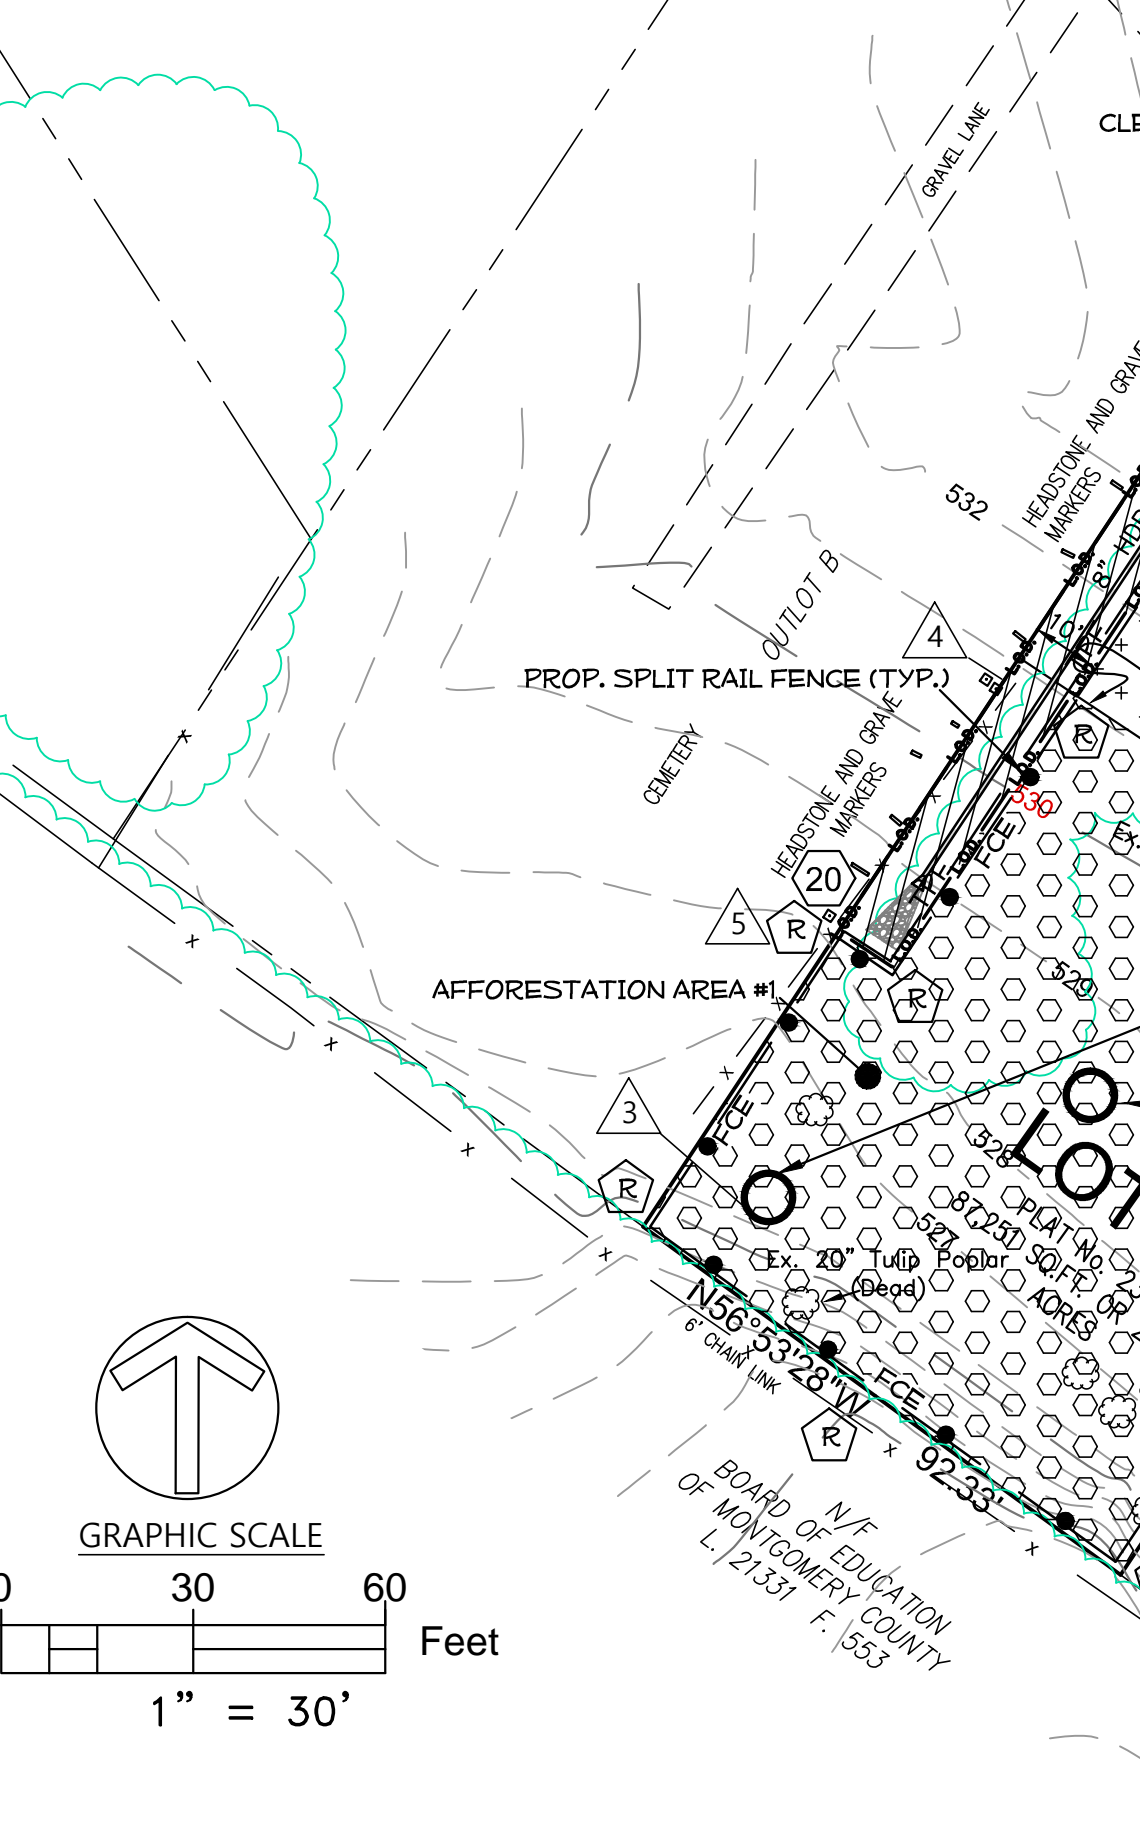 GRAVEL LANE
532
HEADSTONE AND GRAVE
MARKERS
OUTLOT B
4
PROP. SPLIT RAIL FENCE (TYP.)
8"
10'
L.O.D.
R
CEMETERY
HEADSTONE AND GRAVE
MARKERS
530
FCE
L.O.D.
20
5
R
R
529
AFFORESTATION AREA #1
3
FCE
R
528
527
LOT
PLAT No.
87,251 SQ.FT. OR
ACRES
Ex. 20" Tulip Poplar
(Dead)
N56°53'28"W
92.33'
6' CHAIN LINK
FCE
R
N/F
BOARD OF EDUCATION
OF MONTGOMERY COUNTY
L. 21331 F. 553
GRAPHIC SCALE
0 30 60
Feet
1" = 30'